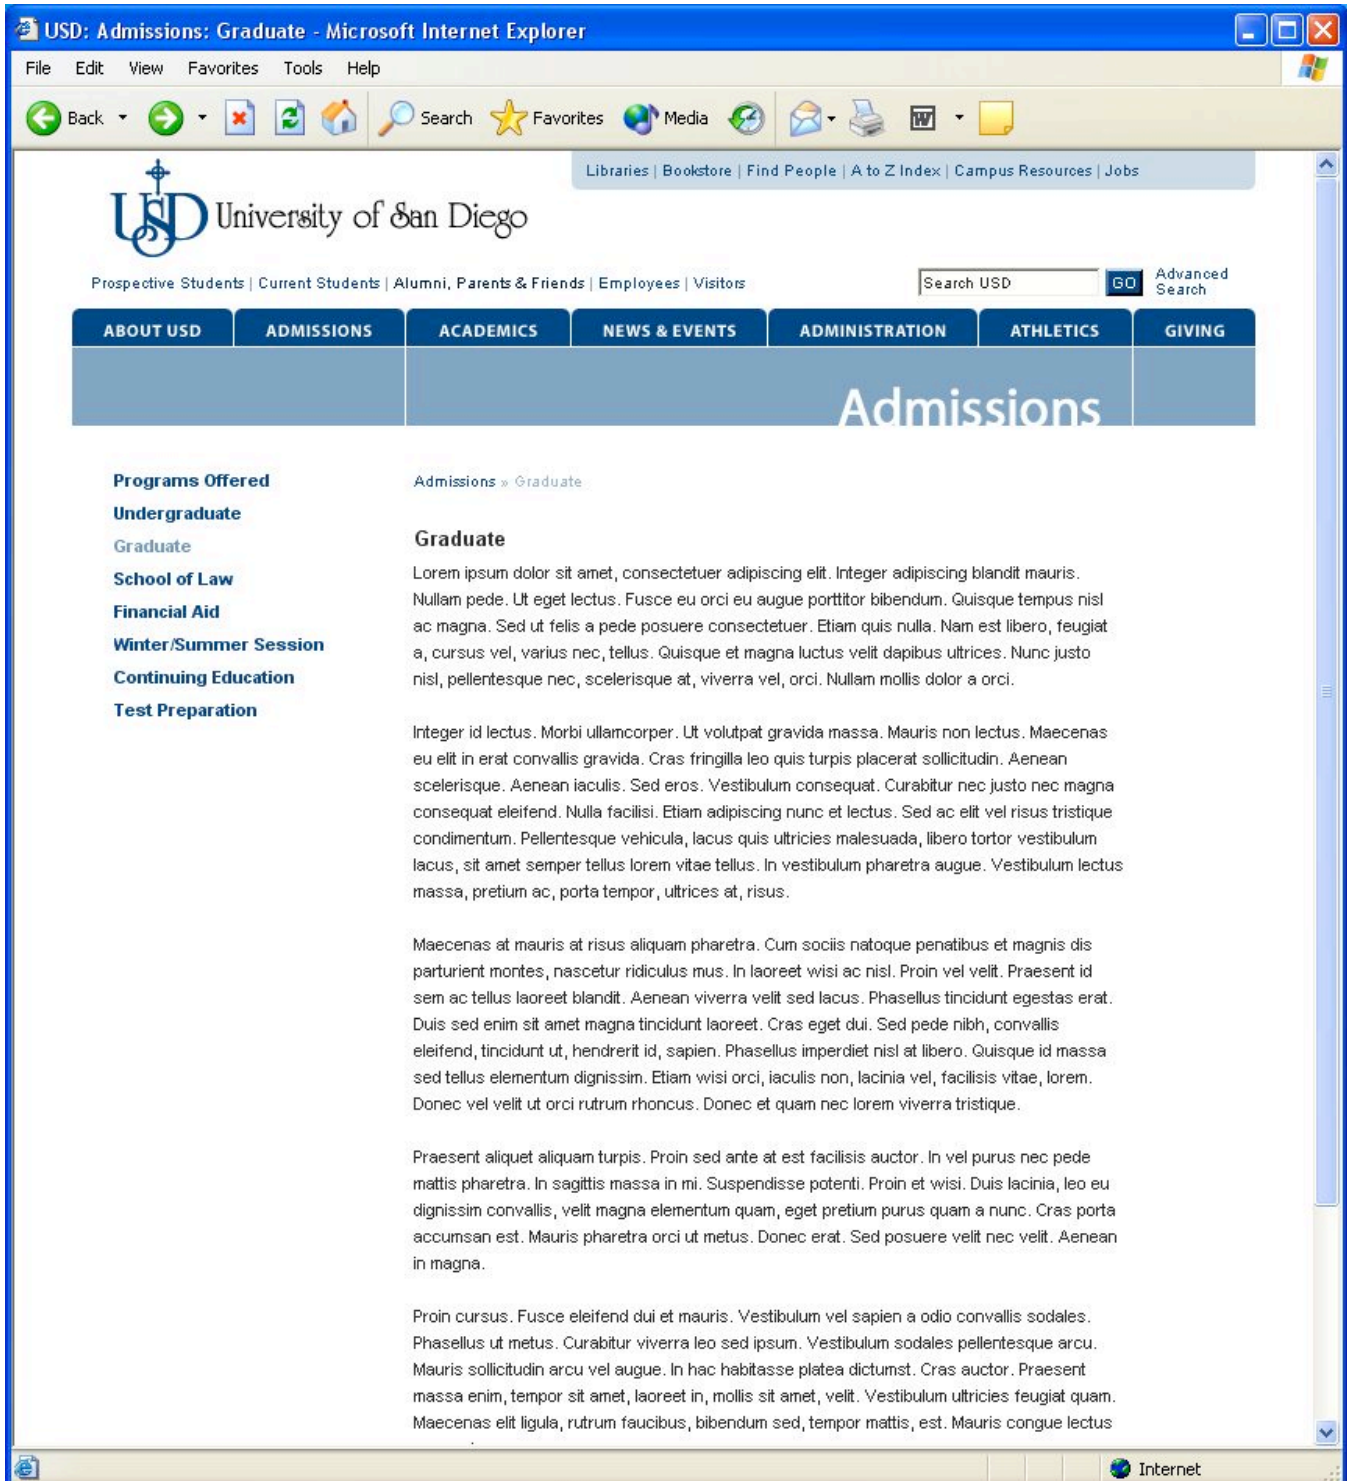 USD: Admissions: Graduate - Microsoft Internet Explorer
File Edit View Favorites Tools Help
Back Search Favorites Media
Libraries | Bookstore | Find People | A to Z Index | Campus Resources | Jobs
USD University of San Diego
Prospective Students | Current Students | Alumni, Parents & Friends | Employees | Visitors
Search USD GO Advanced
Search
ABOUT USD ADMISSIONS ACADEMICS NEWS & EVENTS ADMINISTRATION ATHLETICS GIVING
Admissions
Programs Offered
Undergraduate
Graduate
School of Law
Financial Aid
Winter/Summer Session
Continuing Education
Test Preparation
Admissions » Graduate
Graduate
Lorem ipsum dolor sit amet, consectetuer adipiscing elit. Integer adipiscing blandit mauris.
Nullam pede. Ut eget lectus. Fusce eu orci eu augue porttitor bibendum. Quisque tempus nisl
ac magna. Sed ut felis a pede posuere consectetuer. Etiam quis nulla. Nam est libero, feugiat
a, cursus vel, varius nec, tellus. Quisque et magna luctus velit dapibus ultrices. Nunc justo
nisl, pellentesque nec, scelerisque at, viverra vel, orci. Nullam mollis dolor a orci.
Integer id lectus. Morbi ullamcorper. Ut volutpat gravida massa. Mauris non lectus. Maecenas
eu elit in erat convallis gravida. Cras fringilla leo quis turpis placerat sollicitudin. Aenean
scelerisque. Aenean iaculis. Sed eros. Vestibulum consequat. Curabitur nec justo nec magna
consequat eleifend. Nulla facilisi. Etiam adipiscing nunc et lectus. Sed ac elit vel risus tristique
condimentum. Pellentesque vehicula, lacus quis ultricies malesuada, libero tortor vestibulum
lacus, sit amet semper tellus lorem vitae tellus. In vestibulum pharetra augue. Vestibulum lectus
massa, pretium ac, porta tempor, ultrices at, risus.
Maecenas at mauris at risus aliquam pharetra. Cum sociis natoque penatibus et magnis dis
parturient montes, nascetur ridiculus mus. In laoreet wisi ac nisl. Proin vel velit. Praesent id
sem ac tellus laoreet blandit. Aenean viverra velit sed lacus. Phasellus tincidunt egestas erat.
Duis sed enim sit amet magna tincidunt laoreet. Cras eget dui. Sed pede nibh, convallis
eleifend, tincidunt ut, hendrerit id, sapien. Phasellus imperdiet nisl at libero. Quisque id massa
sed tellus elementum dignissim. Etiam wisi orci, iaculis non, lacinia vel, facilisis vitae, lorem.
Donec vel velit ut orci rutrum rhoncus. Donec et quam nec lorem viverra tristique.
Praesent aliquet aliquam turpis. Proin sed ante at est facilisis auctor. In vel purus nec pede
mattis pharetra. In sagittis massa in mi. Suspendisse potenti. Proin et wisi. Duis lacinia, leo eu
dignissim convallis, velit magna elementum quam, eget pretium purus quam a nunc. Cras porta
accumsan est. Mauris pharetra orci ut metus. Donec erat. Sed posuere velit nec velit. Aenean
in magna.
Proin cursus. Fusce eleifend dui et mauris. Vestibulum vel sapien a odio convallis sodales.
Phasellus ut metus. Curabitur viverra leo sed ipsum. Vestibulum sodales pellentesque arcu.
Mauris sollicitudin arcu vel augue. In hac habitasse platea dictumst. Cras auctor. Praesent
massa enim, tempor sit amet, laoreet in, mollis sit amet, velit. Vestibulum ultricies feugiat quam.
Maecenas elit ligula, rutrum faucibus, bibendum sed, tempor mattis, est. Mauris congue lectus
Internet